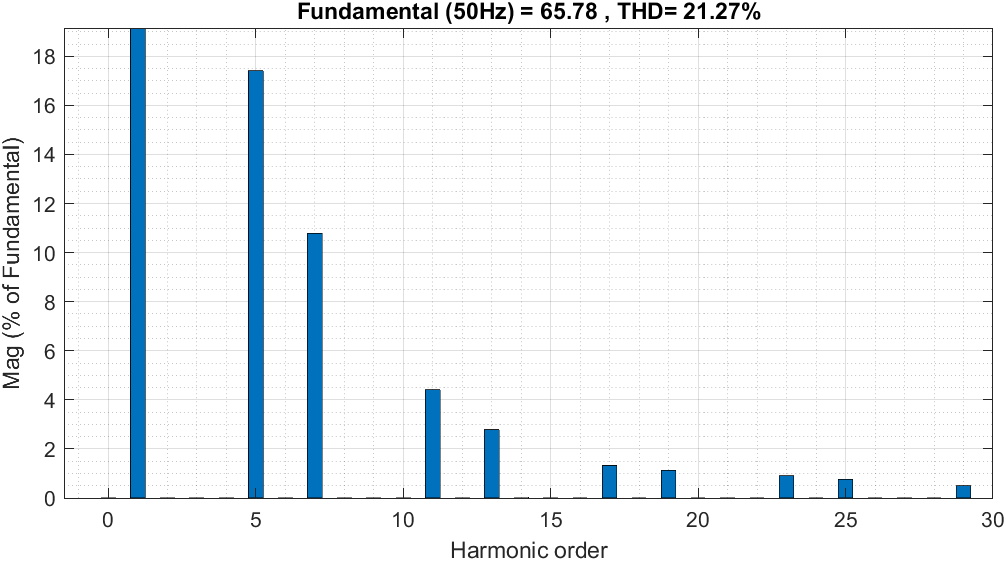 Fundamental (50Hz) = 65.78 , THD= 21.27%
18
16
14
12
10
8
6
4
2
0
Mag (% of Fundamental)
0 5 10 15 20 25 30
Harmonic order